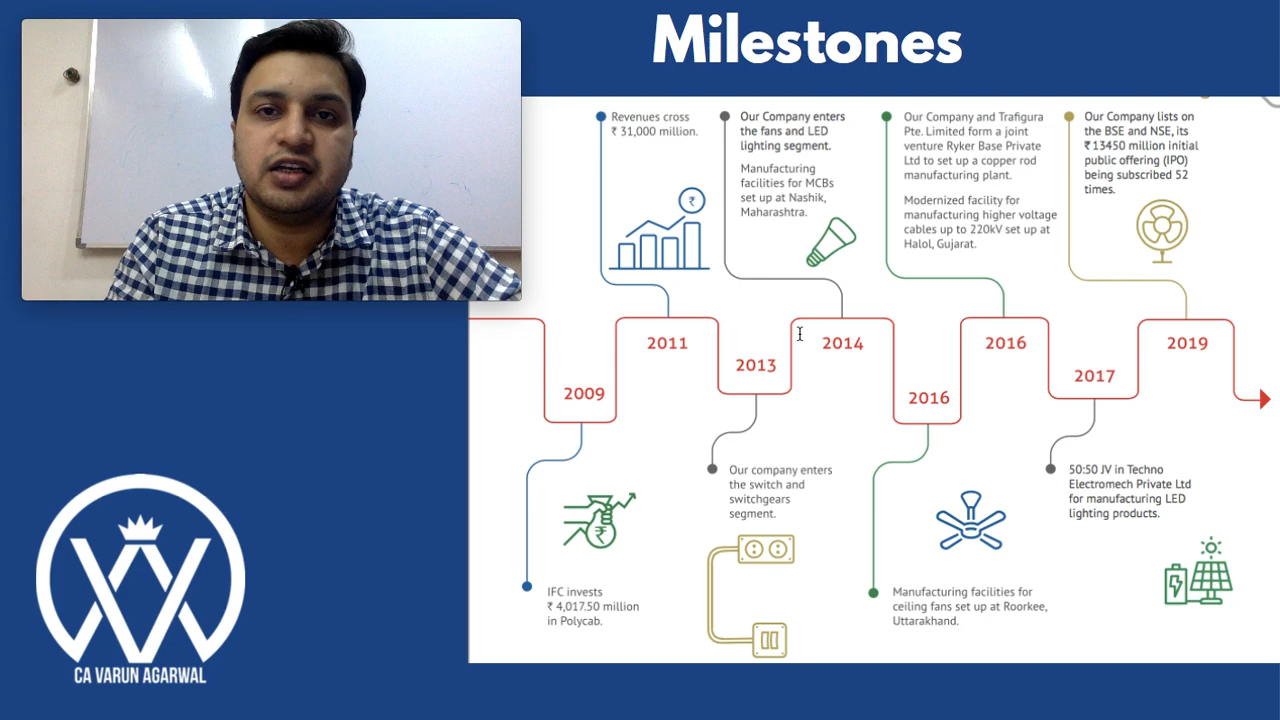 Milestones
Revenues cross
₹ 31,000 million.
Our Company enters
the fans and LED
lighting segment.
Manufacturing
facilities for MCBs
set up at Nashik,
Maharashtra.
Our Company and Trafigura
Pte. Limited form a joint
venture Ryker Base Private
Ltd to set up a copper rod
manufacturing plant.
Modernized facility for
manufacturing higher voltage
cables up to 220kV set up at
Halol, Gujarat.
Our Company lists on
the BSE and NSE, its
₹ 13450 million initial
public offering (IPO)
being subscribed 52
times.
2009
2011
2013
2014
2016
2016
2017
2019
IFC invests
₹ 4,017.50 million
in Polycab.
Our company enters
the switch and
switchgears
segment.
Manufacturing facilities for
ceiling fans set up at Roorkee,
Uttarakhand.
50:50 JV in Techno
Electromech Private Ltd
for manufacturing LED
lighting products.
CA VARUN AGARWAL